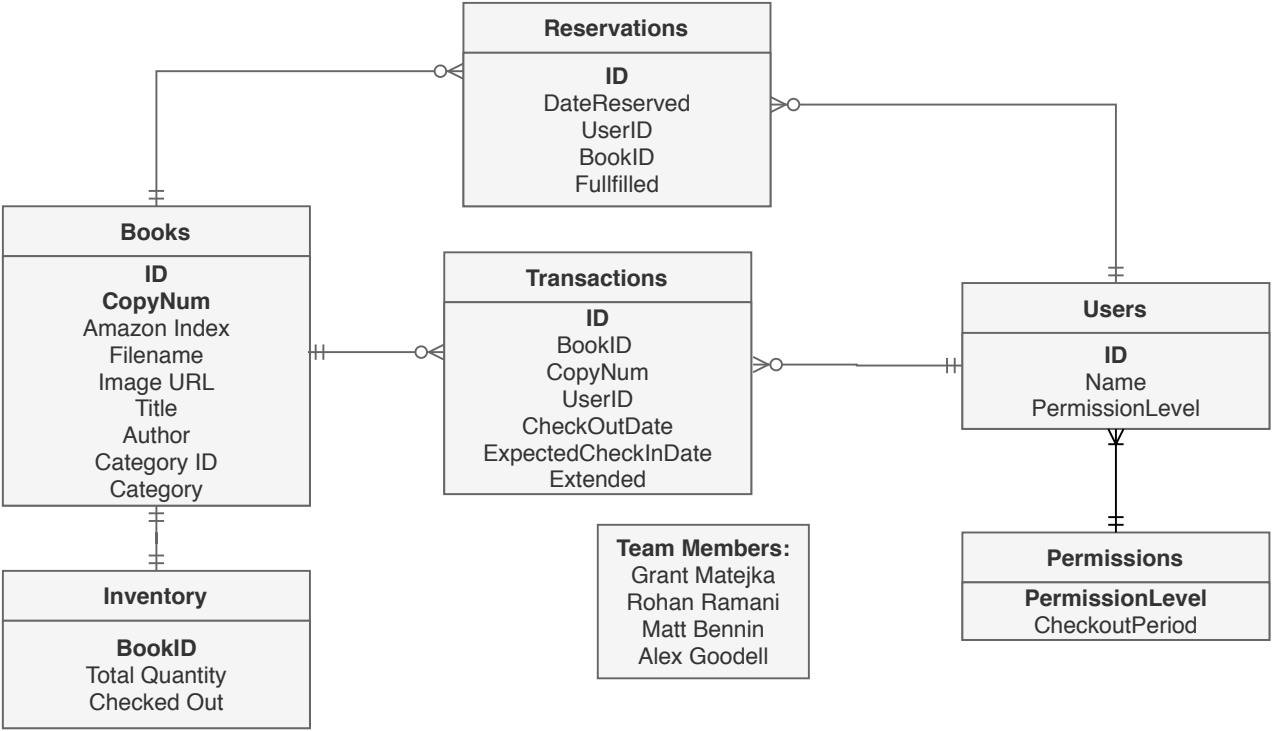 Reservations
ID
DateReserved
UserID
BookID
Fullfilled
Books
ID
CopyNum
Amazon Index
Filename
Image URL
Title
Author
Category ID
Category
Transactions
ID
BookID
CopyNum
UserID
CheckOutDate
ExpectedCheckInDate
Extended
Users
ID
Name
PermissionLevel
Inventory
BookID
Total Quantity
Checked Out
Team Members:
Grant Matejka
Rohan Ramani
Matt Bennin
Alex Goodell
Permissions
PermissionLevel
CheckoutPeriod